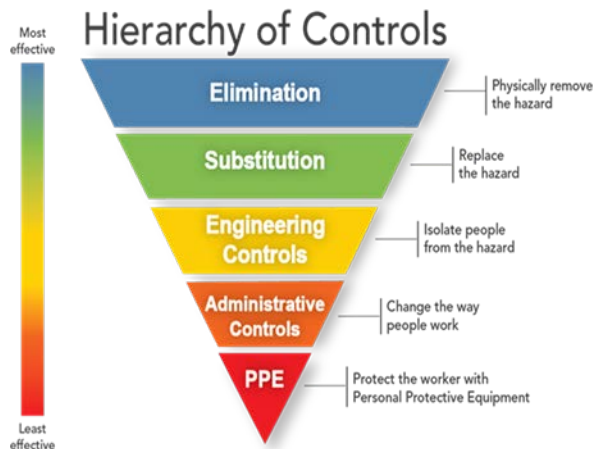 Hierarchy of Controls
Most
effective
Elimination
Physically remove
the hazard
Substitution
Replace
the hazard
Engineering
Controls
Isolate people
from the hazard
Administrative
Controls
Change the way
people work
PPE
Protect the worker with
Personal Protective Equipment
Least
effective